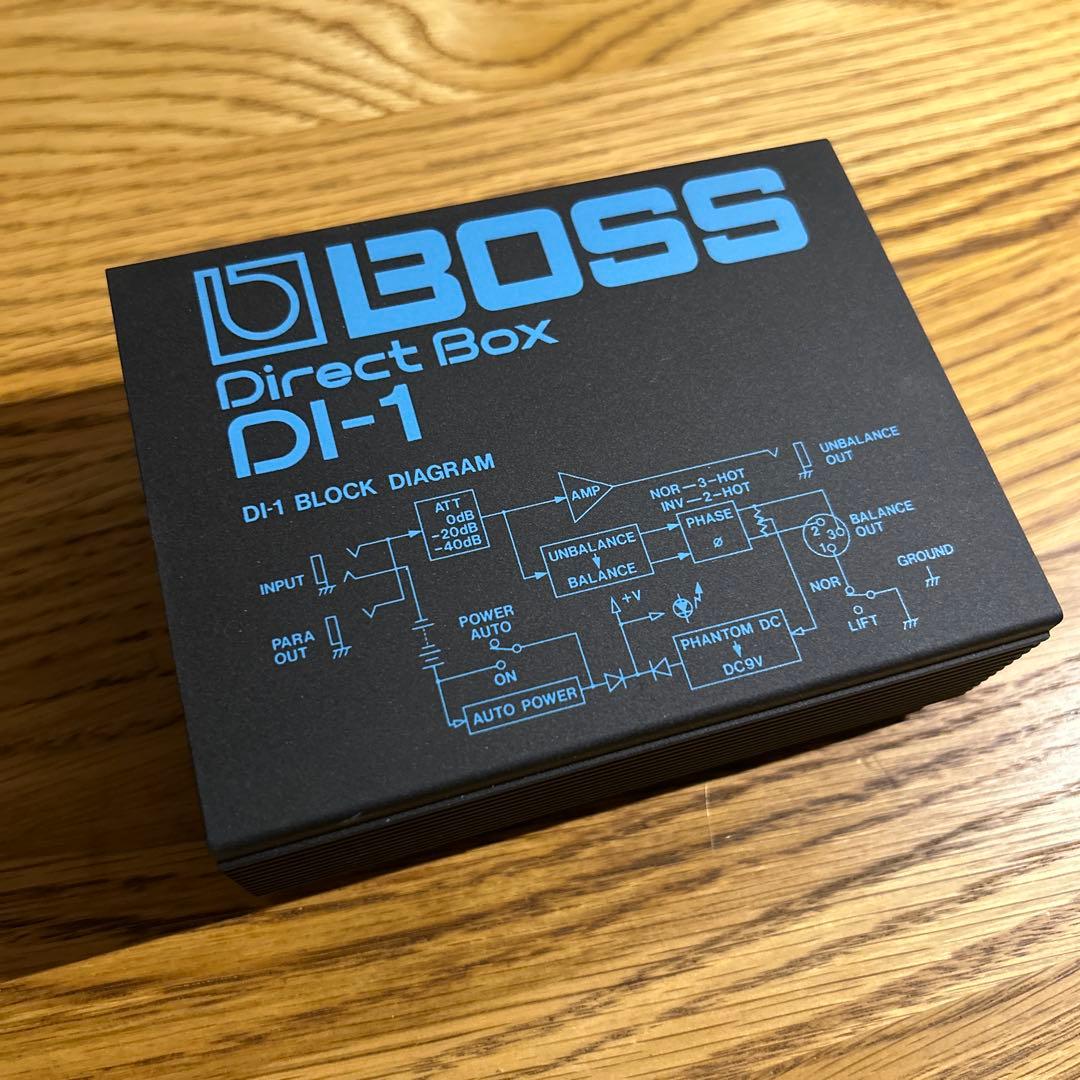 BOSS
Direct Box
DI-1
DI-1 BLOCK DIAGRAM
INPUT
PARA
OUT
ATT
0dB
-20dB
-40dB
AMP
UNBALANCE
OUT
NOR—3-HOT
INV—2-HOT
PHASE
ø
UNBALANCE
BALANCE
2 3
1
BALANCE
OUT
GROUND
NOR
LIFT
POWER
AUTO
ON
AUTO POWER
+V
PHANTOM DC
DC9V